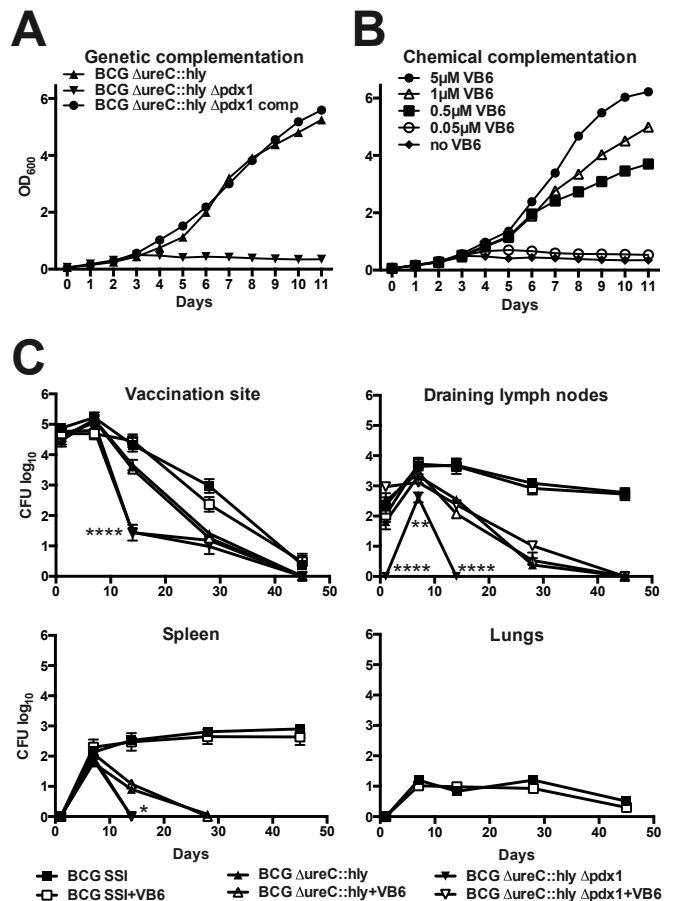 A
Genetic complementation
BCG ΔureC::hly
BCG ΔureC::hly Δpdx1
BCG ΔureC::hly Δpdx1 comp
OD600
6
4
2
0
0 1 2 3 4 5 6 7 8 9 10 11
Days
B
Chemical complementation
5µM VB6
1µM VB6
0.5µM VB6
0.05µM VB6
no VB6
6
4
2
0
0 1 2 3 4 5 6 7 8 9 10 11
Days
C
Vaccination site
CFU log10
6
5
4
3
2
1
0
****
0 10 20 30 40 50
Draining lymph nodes
6
5
4
3
2
1
0
**
**** ****
0 10 20 30 40 50
Spleen
CFU log10
6
5
4
3
2
1
0
*
0 10 20 30 40 50
Days
Lungs
6
5
4
3
2
1
0
0 10 20 30 40 50
Days
BCG SSI
BCG SSI+VB6
BCG ΔureC::hly
BCG ΔureC::hly+VB6
BCG ΔureC::hly Δpdx1
BCG ΔureC::hly Δpdx1+VB6